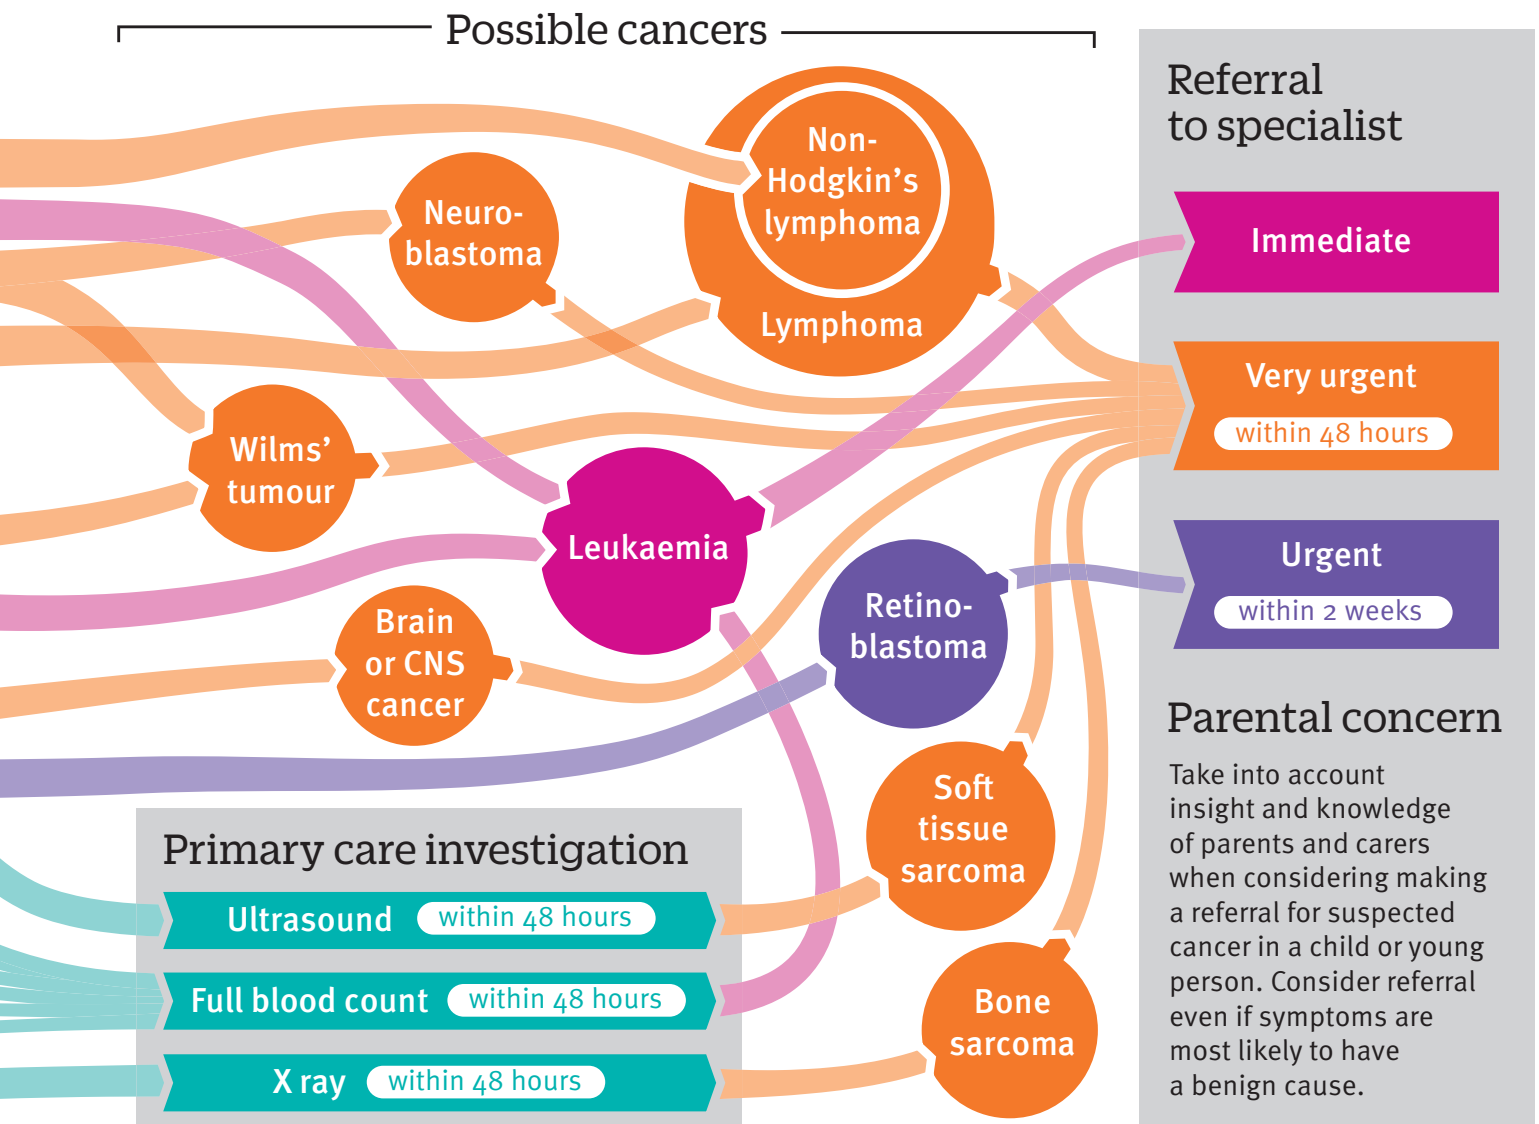 Possible cancers
Non-
Hodgkin's
lymphoma
Lymphoma
Neuro-
blastoma
Wilms'
tumour
Leukaemia
Brain
or CNS
cancer
Retino-
blastoma
Soft
tissue
sarcoma
Bone
sarcoma
Primary care investigation
Ultrasound within 48 hours
Full blood count within 48 hours
X ray within 48 hours
Referral
to specialist
Immediate
Very urgent
within 48 hours
Urgent
within 2 weeks
Parental concern
Take into account
insight and knowledge
of parents and carers
when considering making
a referral for suspected
cancer in a child or young
person. Consider referral
even if symptoms are
most likely to have
a benign cause.